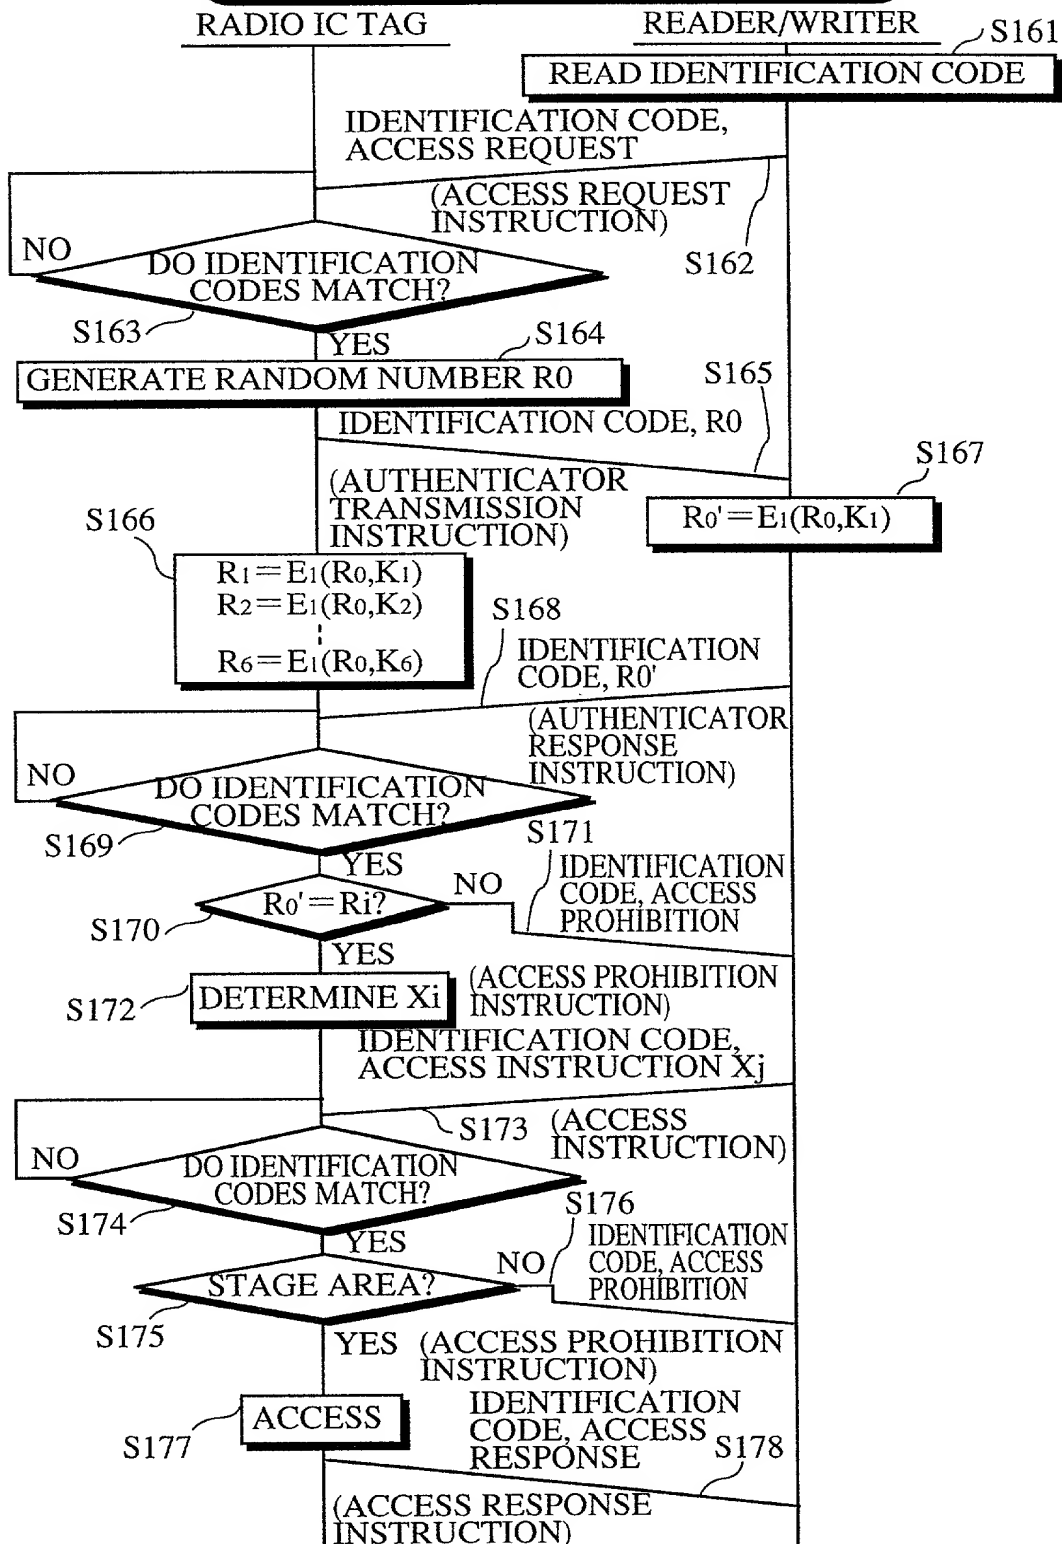 RADIO IC TAG
READER/WRITER
S161
READ IDENTIFICATION CODE
IDENTIFICATION CODE,
ACCESS REQUEST
(ACCESS REQUEST
INSTRUCTION)
S162
NO
DO IDENTIFICATION
CODES MATCH?
S163
YES
S164
GENERATE RANDOM NUMBER R0
S165
IDENTIFICATION CODE, R0
(AUTHENTICATOR
TRANSMISSION
INSTRUCTION)
S167
R0'=E1(R0,K1)
S166
R1=E1(R0,K1)
R2=E1(R0,K2)
R6=E1(R0,K6)
S168
IDENTIFICATION
CODE, R0'
(AUTHENTICATOR
RESPONSE
INSTRUCTION)
NO
DO IDENTIFICATION
CODES MATCH?
S169
YES
S171
IDENTIFICATION
CODE, ACCESS
PROHIBITION
NO
R0'=Ri?
S170
YES
(ACCESS PROHIBITION
INSTRUCTION)
S172
DETERMINE Xi
IDENTIFICATION CODE,
ACCESS INSTRUCTION Xj
S173
(ACCESS
INSTRUCTION)
NO
DO IDENTIFICATION
CODES MATCH?
S174
YES
S176
IDENTIFICATION
CODE, ACCESS
PROHIBITION
NO
STAGE AREA?
S175
YES
(ACCESS PROHIBITION
INSTRUCTION)
S177
ACCESS
IDENTIFICATION
CODE, ACCESS
RESPONSE
S178
(ACCESS RESPONSE
INSTRUCTION)